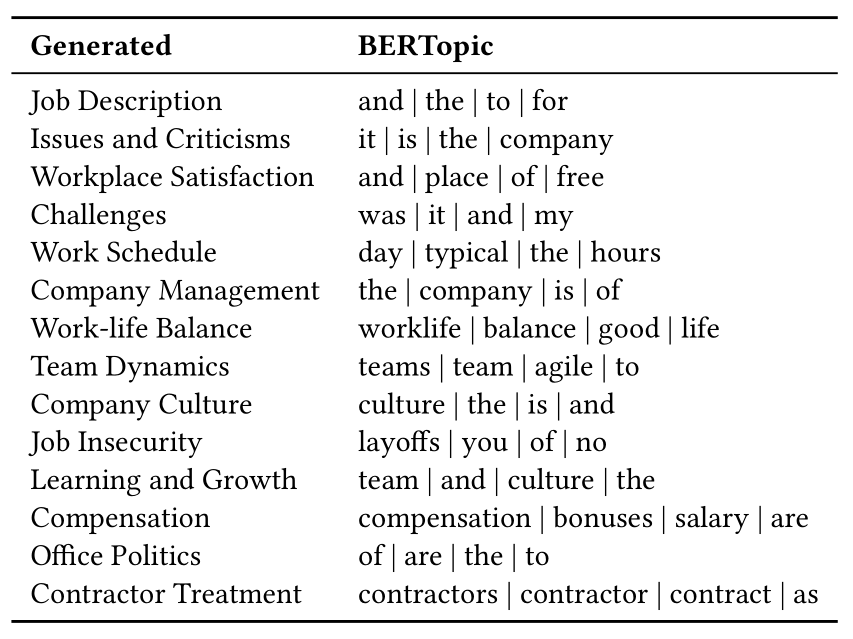 Generated BERTopic
Job Description and | the | to | for
Issues and Criticisms it | is | the | company
Workplace Satisfaction and | place | of | free
Challenges was | it | and | my
Work Schedule day | typical | the | hours
Company Management the | company | is | of
Work-life Balance worklife | balance | good | life
Team Dynamics teams | team | agile | to
Company Culture culture | the | is | and
Job Insecurity layoffs | you | of | no
Learning and Growth team | and | culture | the
Compensation compensation | bonuses | salary | are
Office Politics of | are | the | to
Contractor Treatment contractors | contractor | contract | as